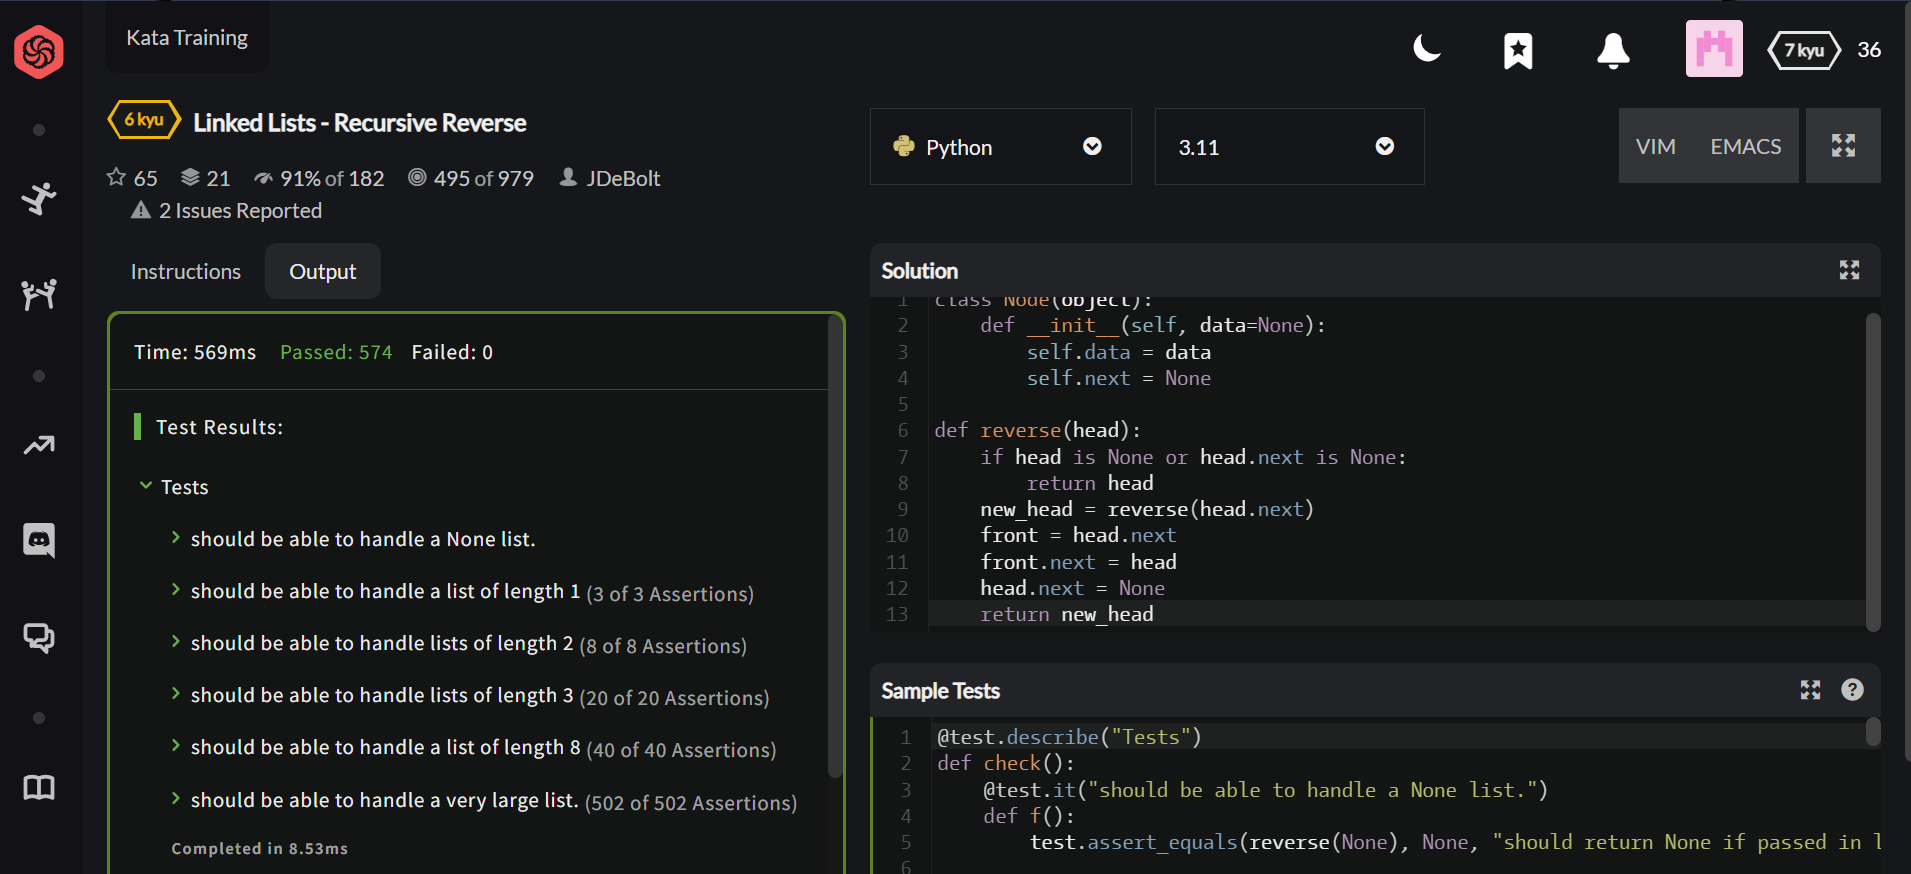 Kata Training
7 kyu 36
6 kyu Linked Lists - Recursive Reverse
65 21 91% of 182 495 of 979 JDeBolt
2 Issues Reported
Python
3.11
VIM EMACS
Instructions Output
Time: 569ms Passed: 574 Failed: 0
Test Results:
Tests
should be able to handle a None list.
should be able to handle a list of length 1 (3 of 3 Assertions)
should be able to handle lists of length 2 (8 of 8 Assertions)
should be able to handle lists of length 3 (20 of 20 Assertions)
should be able to handle a list of length 8 (40 of 40 Assertions)
should be able to handle a very large list. (502 of 502 Assertions)
Completed in 8.53ms
Solution
1 class Node(object):
2     def __init__(self, data=None):
3         self.data = data
4         self.next = None
5
6 def reverse(head):
7     if head is None or head.next is None:
8         return head
9     new_head = reverse(head.next)
10     front = head.next
11     front.next = head
12     head.next = None
13     return new_head
Sample Tests
1 @test.describe("Tests")
2 def check():
3     @test.it("should be able to handle a None list.")
4     def f():
5         test.assert_equals(reverse(None), None, "should return None if passed in l
6